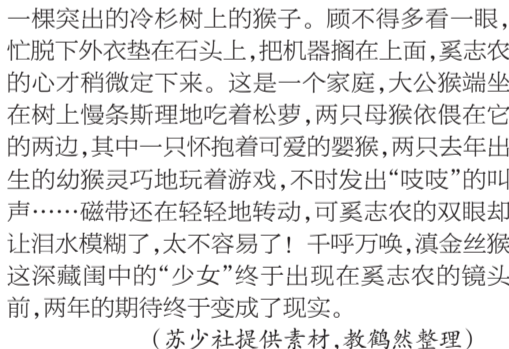 一棵突出的冷杉树上的猴子。顾不得多看一眼,
忙脱下外衣垫在石头上,把机器搁在上面,奚志农
的心才稍微定下来。这是一个家庭,大公猴端坐
在树上慢条斯理地吃着松萝,两只母猴依偎在它
的两边,其中一只怀抱着可爱的婴猴,两只去年出
生的幼猴灵巧地玩着游戏,不时发出“吱吱”的叫
声……磁带还在轻轻地转动,可奚志农的双眼却
让泪水模糊了,太不容易了！千呼万唤,滇金丝猴
这深藏闺中的“少女”终于出现在奚志农的镜头
前,两年的期待终于变成了现实。
(苏少社提供素材,教鹤然整理)